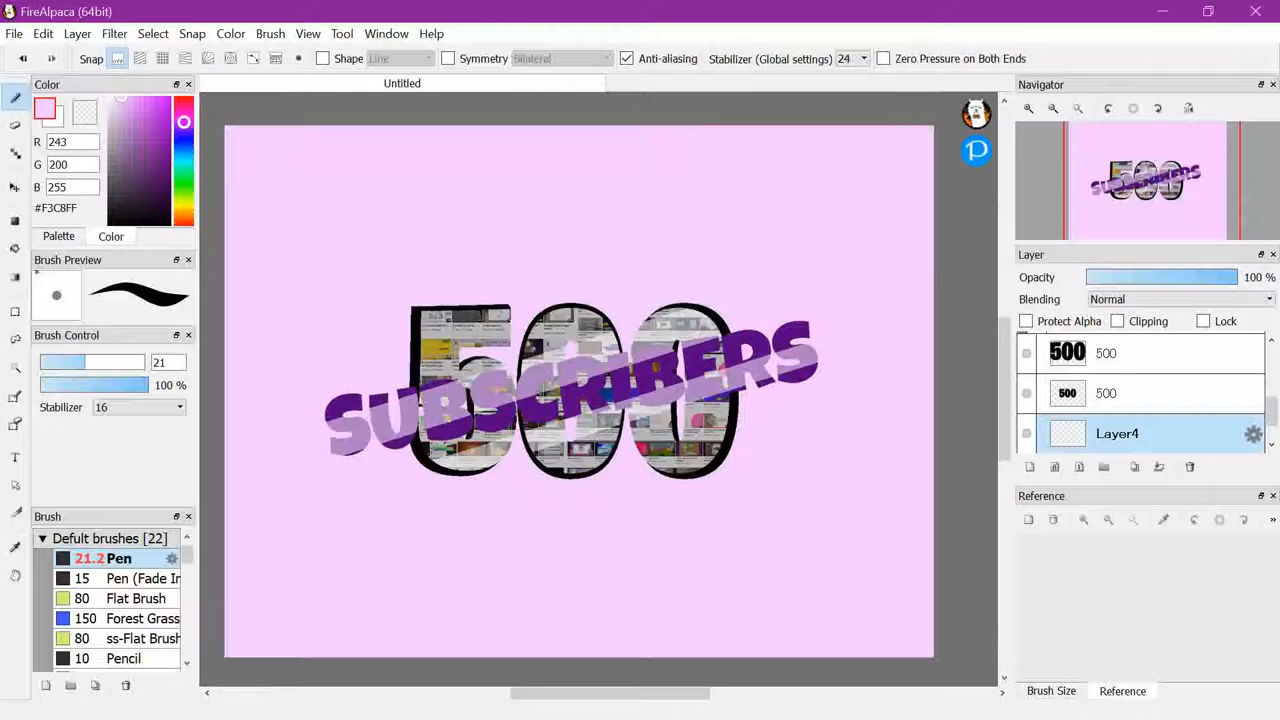 FireAlpaca (64bit)
File Edit Layer Filter Select Snap Color Brush View Tool Window Help
Snap Shape Line Symmetry Bilateral Anti-aliasing Stabilizer (Global settings) 24 Zero Pressure on Both Ends
Color
Untitled
Navigator
R 243
G 200
B 255
#F3C8FF
Palette Color
Brush Preview
Brush Control
21
100 %
Stabilizer 16
Brush
Defult brushes [22]
21.2 Pen
15 Pen (Fade In
80 Flat Brush
150 Forest Grass
80 ss-Flat Brush
10 Pencil
500
SUBSCRIBERS
500
SUBSCRIBERS
Layer
Opacity 100 %
Blending Normal
Protect Alpha Clipping Lock
500 500
500 500
Layer4
Reference
Brush Size Reference